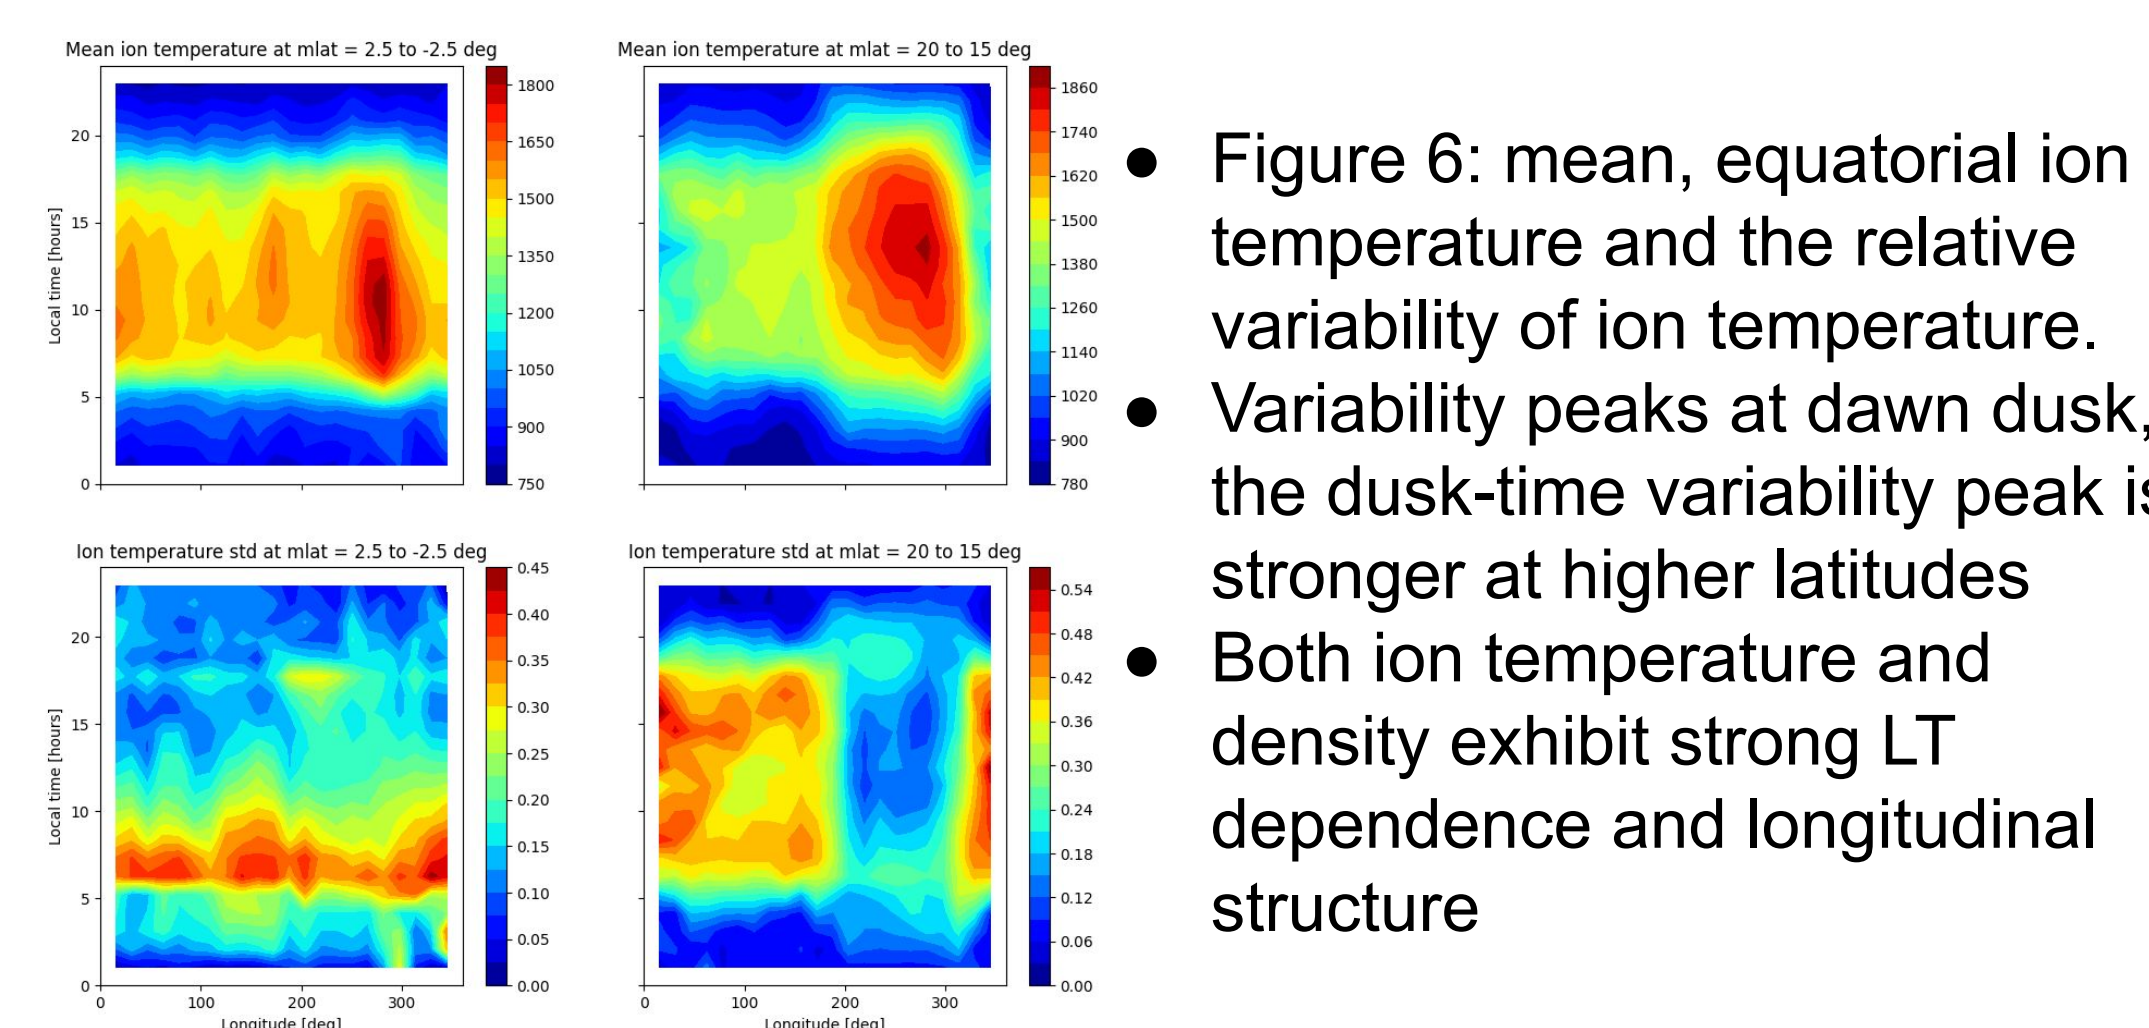 Mean ion temperature at mlat = 2.5 to -2.5 deg
20
15
10
5
0
Local time [hours]
1800
1650
1500
1350
1200
1050
900
750
Mean ion temperature at mlat = 20 to 15 deg
1860
1740
1620
1500
1380
1260
1140
1020
900
780
Ion temperature std at mlat = 2.5 to -2.5 deg
20
15
10
5
0
Local time [hours]
0 100 200 300
Longitude [deg]
0.45
0.40
0.35
0.30
0.25
0.20
0.15
0.10
0.05
0.00
Ion temperature std at mlat = 20 to 15 deg
0 100 200 300
Longitude [deg]
0.54
0.48
0.42
0.36
0.30
0.24
0.18
0.12
0.06
0.00
● Figure 6: mean, equatorial ion
temperature and the relative
variability of ion temperature.
● Variability peaks at dawn dusk,
the dusk-time variability peak is
stronger at higher latitudes
● Both ion temperature and
density exhibit strong LT
dependence and longitudinal
structure